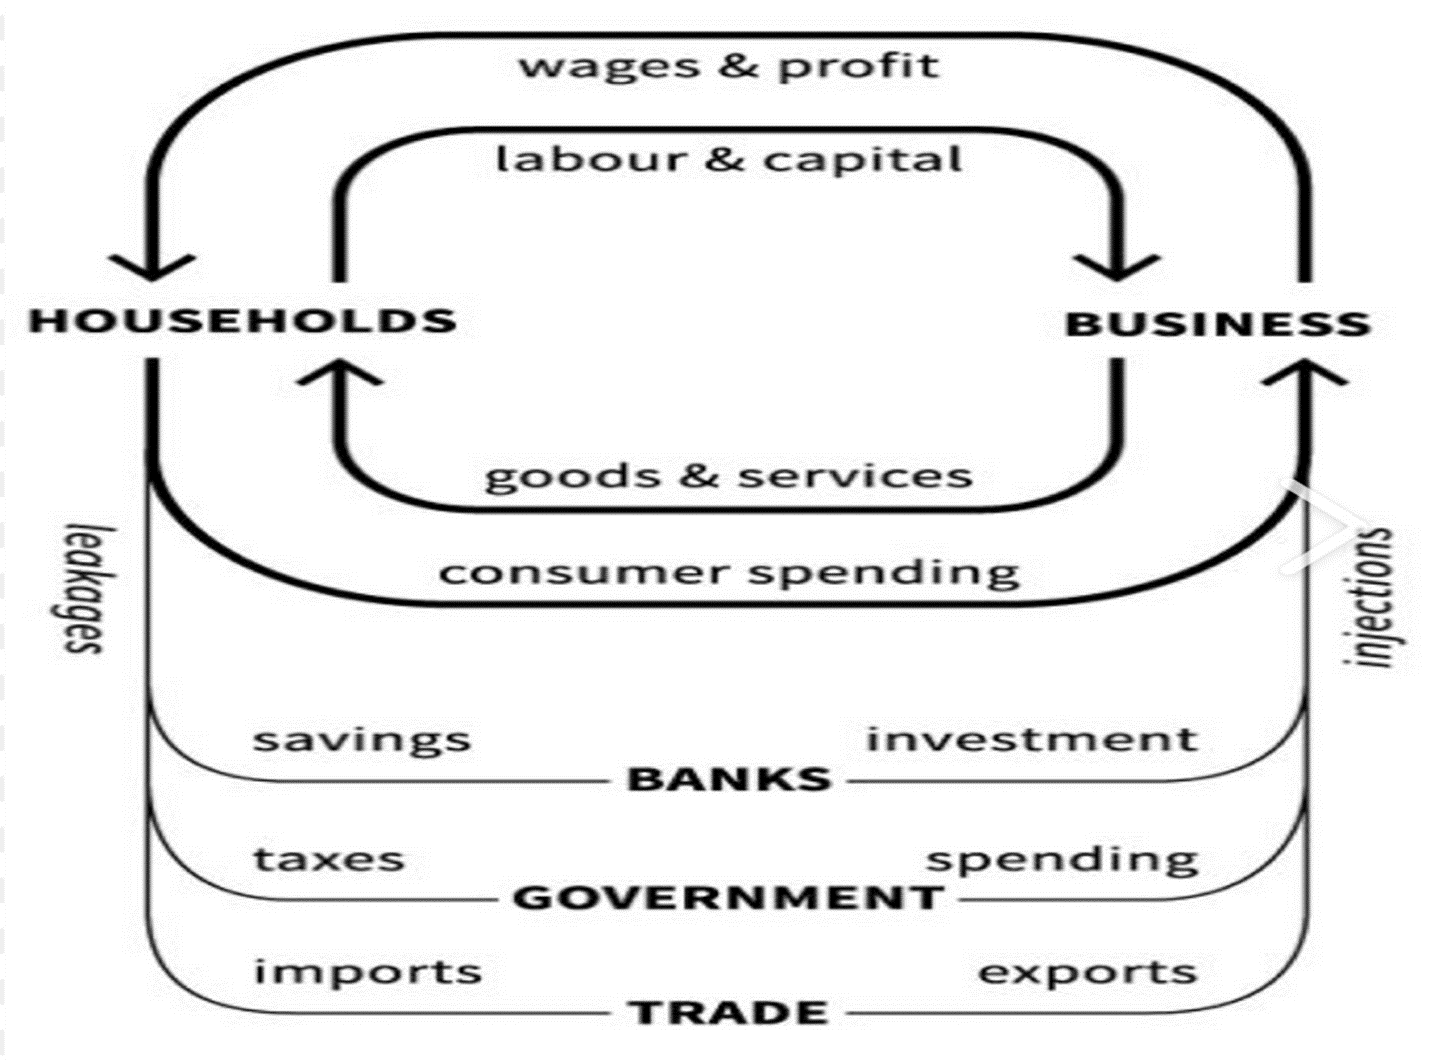 wages & profit
labour & capital
HOUSEHOLDS
BUSINESS
goods & services
consumer spending
leakages
injections
savings
investment
BANKS
taxes
spending
GOVERNMENT
imports
exports
TRADE